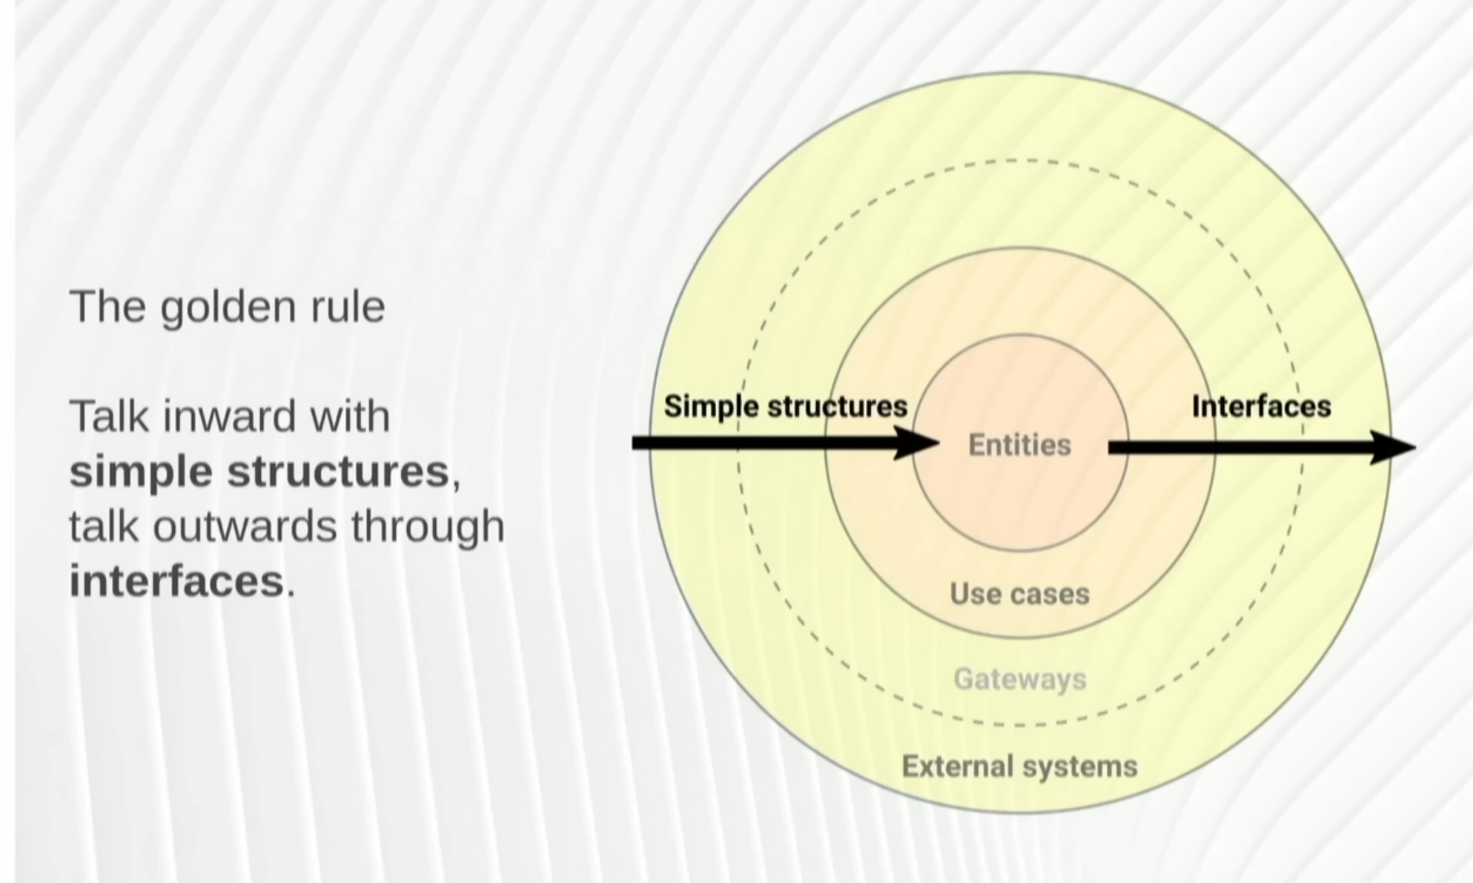 The golden rule
Talk inward with
simple structures,
talk outwards through
interfaces.
Simple structures
Interfaces
Entities
Use cases
Gateways
External systems